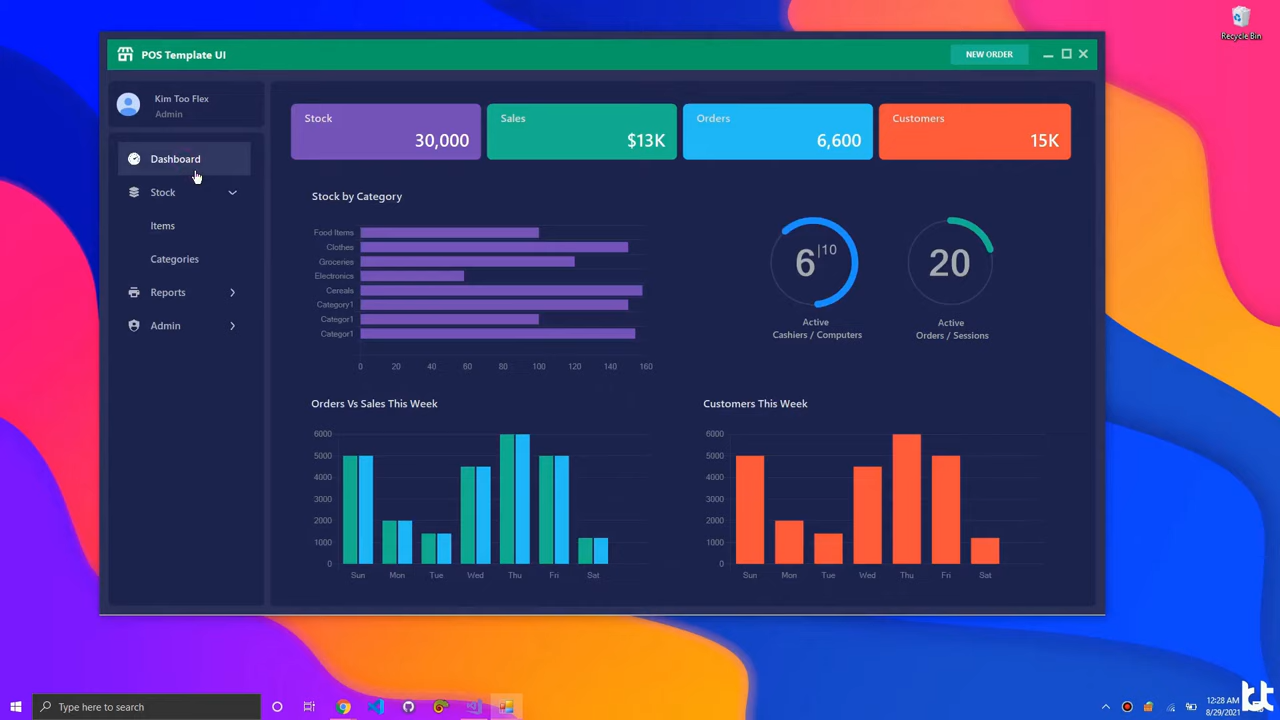 Recycle Bin
POS Template UI
NEW ORDER
Kim Too Flex
Admin
Dashboard
Stock
Items
Categories
Reports
Admin
Stock
30,000
Sales
$13K
Orders
6,600
Customers
15K
Stock by Category
Food Items
Clothes
Groceries
Electronics
Cereals
Category1
Categor1
Categor1
0 20 40 60 80 100 120 140 160
6 |10
Active
Cashiers / Computers
20
Active
Orders / Sessions
Orders Vs Sales This Week
6000
5000
4000
3000
2000
1000
0
Sun Mon Tue Wed Thu Fri Sat
Customers This Week
6000
5000
4000
3000
2000
1000
0
Sun Mon Tue Wed Thu Fri Sat
Type here to search
12:28 AM
8/29/2021